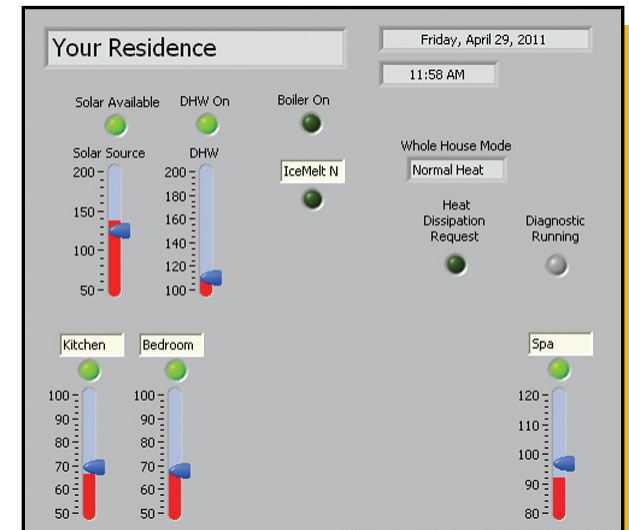 Your Residence
Friday, April 29, 2011
11:58 AM
Solar Available
DHW On
Boiler On
Solar Source
DHW
IceMelt N
Whole House Mode
Normal Heat
Heat
Dissipation
Request
Diagnostic
Running
200
150
100
50
200
180
160
140
120
100
Kitchen
Bedroom
Spa
100
90
80
70
60
50
100
90
80
70
60
50
120
110
100
90
80